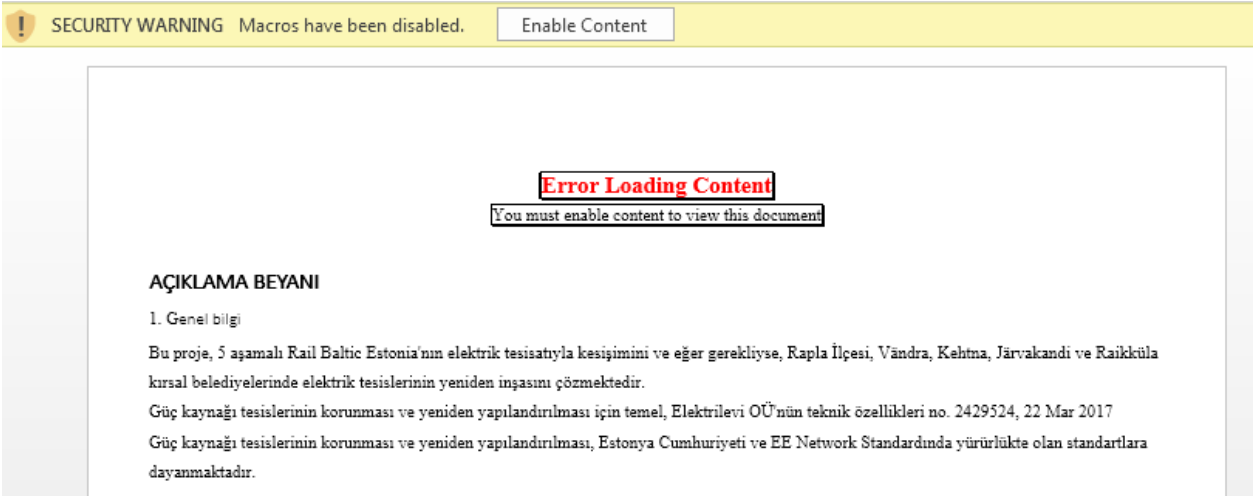 SECURITY WARNING Macros have been disabled. Enable Content
Error Loading Content
You must enable content to view this document
AÇIKLAMA BEYANI
1. Genel bilgi
Bu proje, 5 aşamalı Rail Baltic Estonia'nın elektrik tesisatıyla kesişimini ve eğer gerekliyse, Rapla İlçesi, Vändra, Kehtna, Järvakandi ve Raikküla
kırsal belediyelerinde elektrik tesislerinin yeniden inşasını çözmektedir.
Güç kaynağı tesislerinin korunması ve yeniden yapılandırılması için temel, Elektrilevi OÜ'nün teknik özellikleri no. 2429524, 22 Mar 2017
Güç kaynağı tesislerinin korunması ve yeniden yapılandırılması, Estonya Cumhuriyeti ve EE Network Standardında yürürlükte olan standartlara
dayanmaktadır.